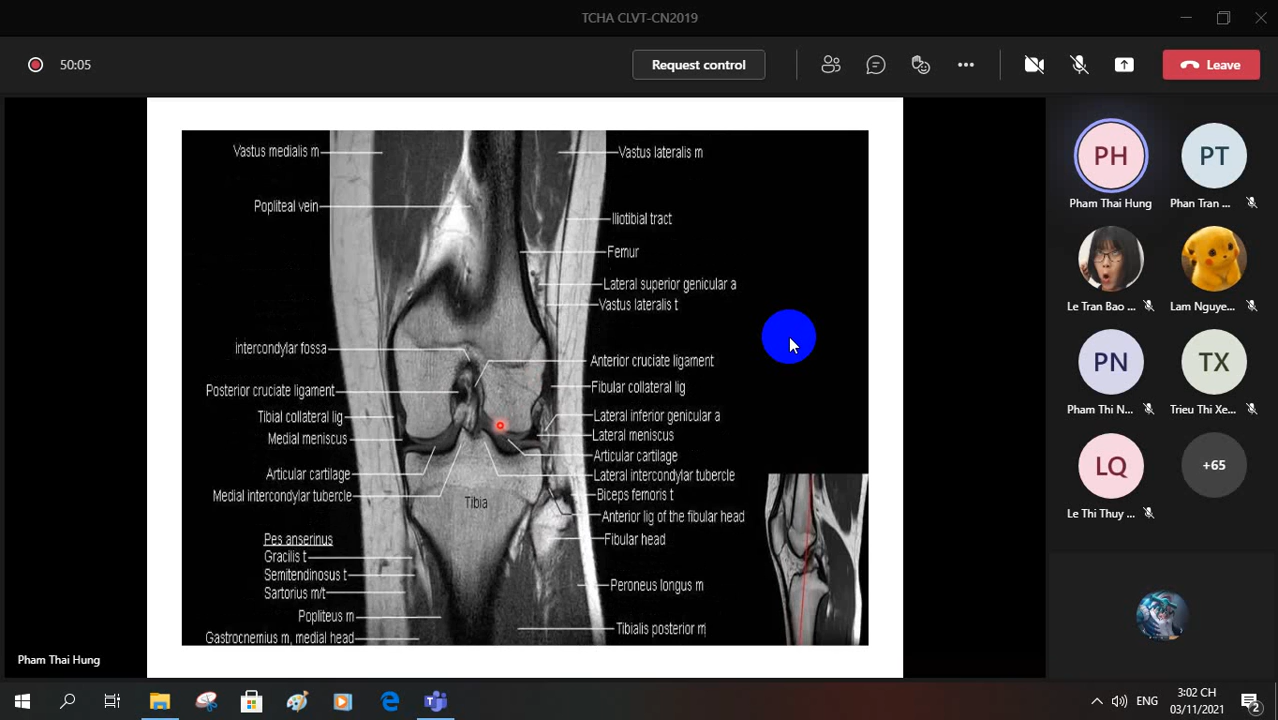 TCHA CLVT-CN2019
50:05
Request control
Leave
Vastus medialis m
Popliteal vein
intercondylar fossa
Posterior cruciate ligament
Tibial collateral lig
Medial meniscus
Articular cartilage
Medial intercondylar tubercle
Pes anserinus
Gracilis t
Semitendinosus t
Sartorius m/t
Popliteus m
Gastrocnemius m, medial head
Tibia
Vastus lateralis m
Iliotibial tract
Femur
Lateral superior genicular a
Vastus lateralis t
Anterior cruciate ligament
Fibular collateral lig
Lateral inferior genicular a
Lateral meniscus
Articular cartilage
Lateral intercondylar tubercle
Biceps femoris t
Anterior lig of the fibular head
Fibular head
Peroneus longus m
Tibialis posterior m
Pham Thai Hung
PH
PT
Pham Thai Hung
Phan Tran ...
Le Tran Bao ...
Lam Nguye...
PN
TX
Pham Thi N...
Trieu Thi Xe...
LQ
+65
Le Thi Thuy ...
ENG
3:02 CH
03/11/2021
2